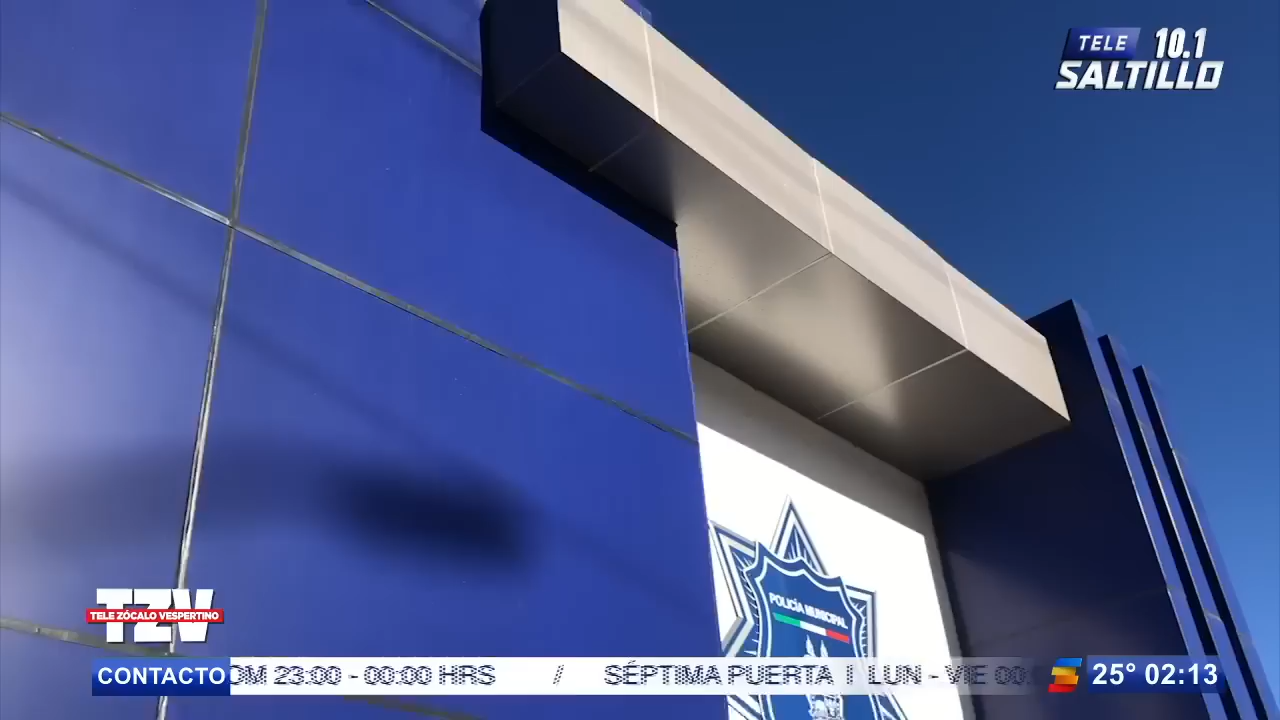 TELE 10.1
SALTILLO
POLICÍA MUNICIPAL
TZV
TELE ZÓCALO VESPERTINO
CONTACTO 23:00 - 00:00 HRS / SÉPTIMA PUERTA | LUN - VIE 25° 02:13